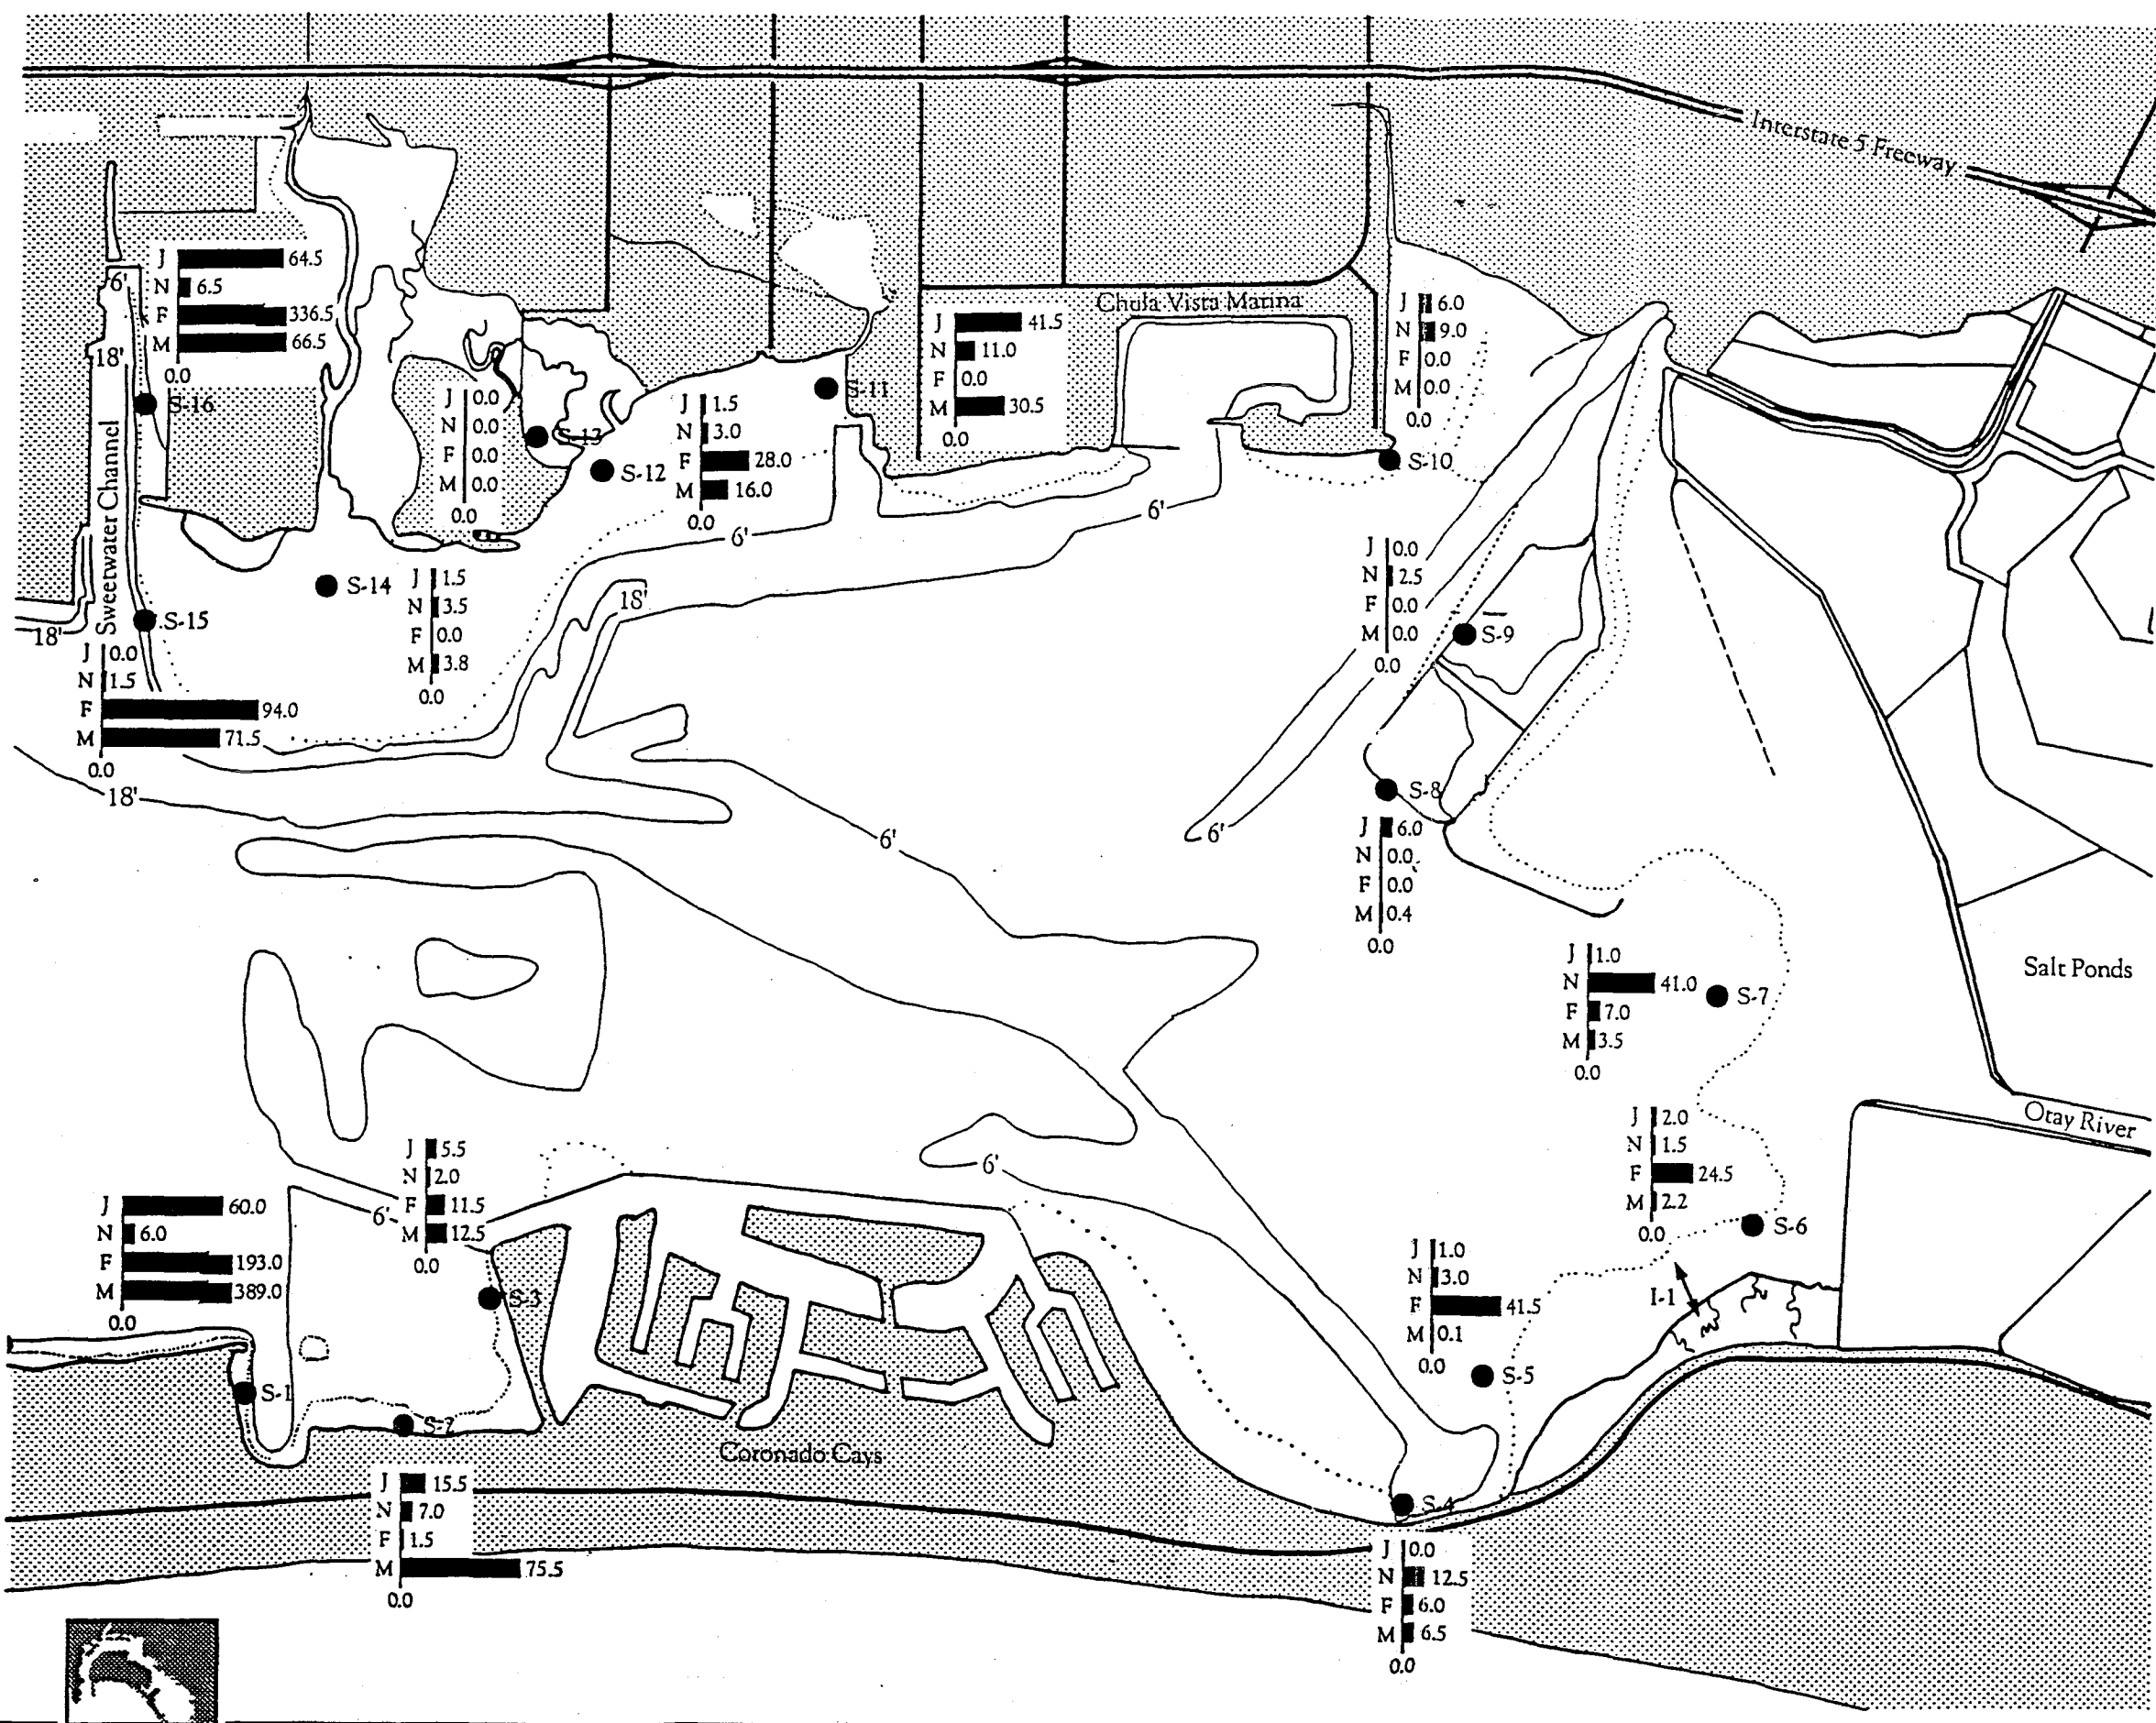 Interstate 5 Freeway
J 64.5
N 6.5
F 336.5
M 66.5
0.0
6'
18'
S-16
Sweetwater Channel
J 0.0
N 0.0
F 0.0
M 0.0
0.0
S-13
S-12
J 1.5
N 3.0
F 28.0
M 16.0
0.0
S-11
J 41.5
N 11.0
F 0.0
M 30.5
0.0
Chula Vista Marina
J 6.0
N 9.0
F 0.0
M 0.0
0.0
S-10
6'
6'
18'
S-14
J 1.5
N 3.5
F 0.0
M 3.8
0.0
S-15
18'
J 0.0
N 1.5
F 94.0
M 71.5
0.0
18'
J 0.0
N 2.5
F 0.0
M 0.0
0.0
S-9
S-8
6'
6'
J 6.0
N 0.0
F 0.0
M 0.4
0.0
Salt Ponds
J 1.0
N 41.0
F 7.0
M 3.5
0.0
S-7
Otay River
J 2.0
N 1.5
F 24.5
M 2.2
0.0
S-6
I-1
J 1.0
N 3.0
F 41.5
M 0.1
0.0
S-5
6'
J 5.5
N 2.0
F 11.5
M 12.5
0.0
6'
S-3
J 60.0
N 6.0
F 193.0
M 389.0
0.0
S-1
S-2
Coronado Cays
J 15.5
N 7.0
F 1.5
M 75.5
0.0
S-4
J 0.0
N 12.5
F 6.0
M 6.5
0.0